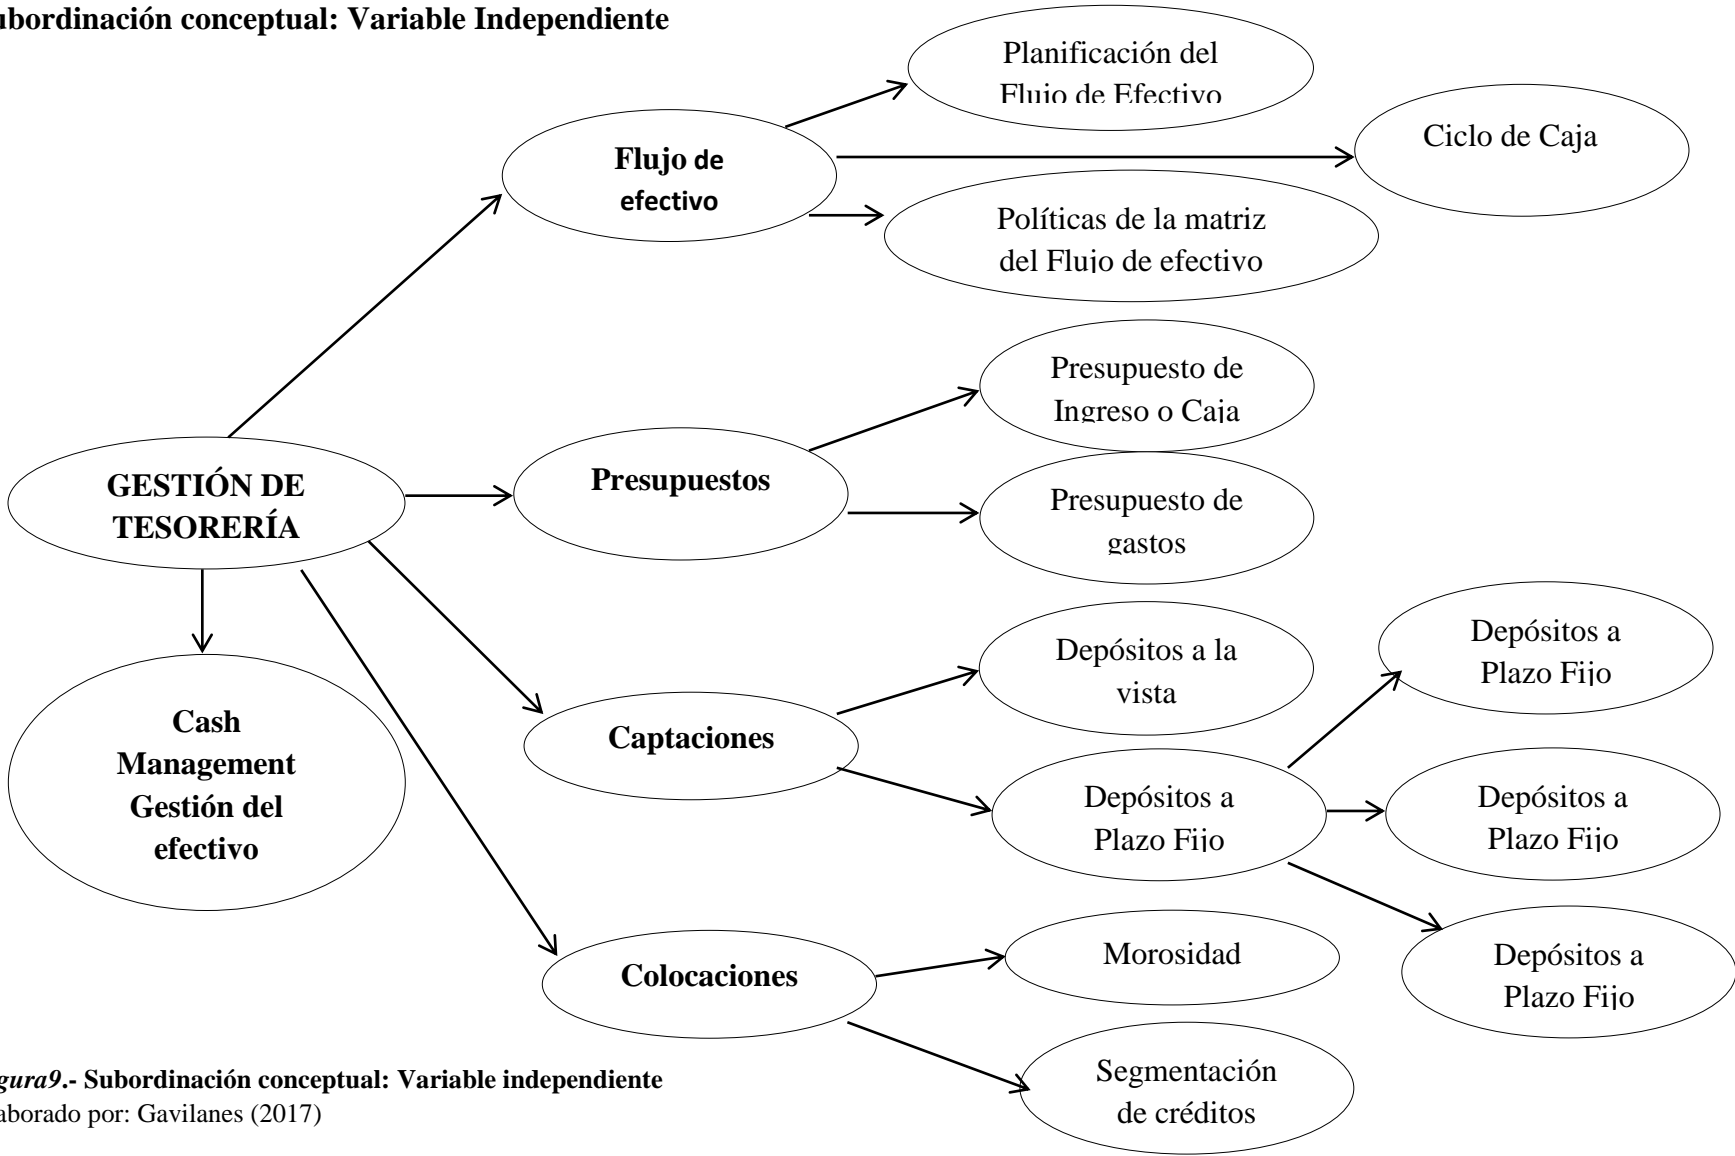 ubordinación conceptual: Variable Independiente
Planificación del
Flujo de Efectivo
Ciclo de Caja
Flujo de
efectivo
Políticas de la matriz
del Flujo de efectivo
Presupuesto de
Ingreso o Caja
GESTIÓN DE
TESORERÍA
Presupuestos
Presupuesto de
gastos
Depósitos a la
vista
Depósitos a
Plazo Fijo
Cash
Management
Gestión del
efectivo
Captaciones
Depósitos a
Plazo Fijo
Depósitos a
Plazo Fijo
Colocaciones
Morosidad
Depósitos a
Plazo Fijo
Segmentación
de créditos
gura9.- Subordinación conceptual: Variable independiente
aborado por: Gavilanes (2017)